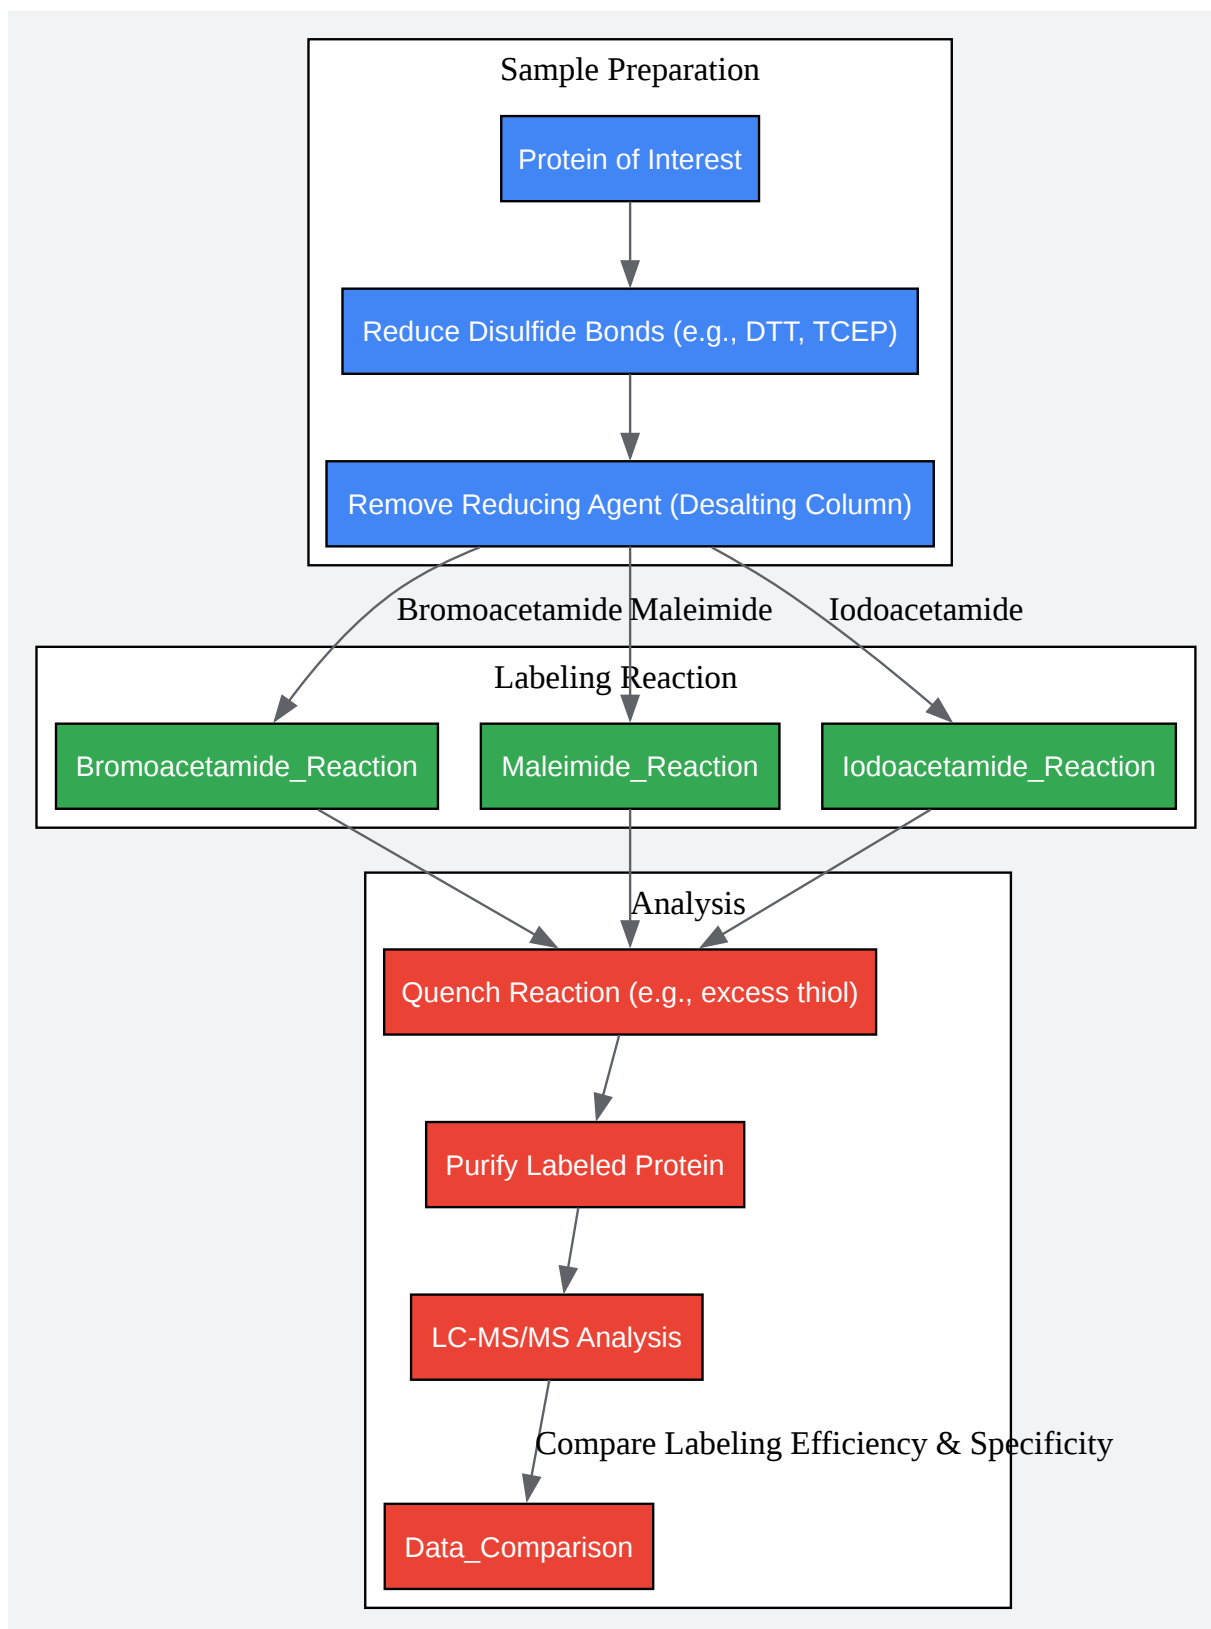 Sample Preparation
Protein of Interest
Reduce Disulfide Bonds (e.g., DTT, TCEP)
Remove Reducing Agent (Desalting Column)
Bromoacetamide
Maleimide
Iodoacetamide
Labeling Reaction
Bromoacetamide_Reaction
Maleimide_Reaction
Iodoacetamide_Reaction
Analysis
Quench Reaction (e.g., excess thiol)
Purify Labeled Protein
LC-MS/MS Analysis
Compare Labeling Efficiency & Specificity
Data_Comparison